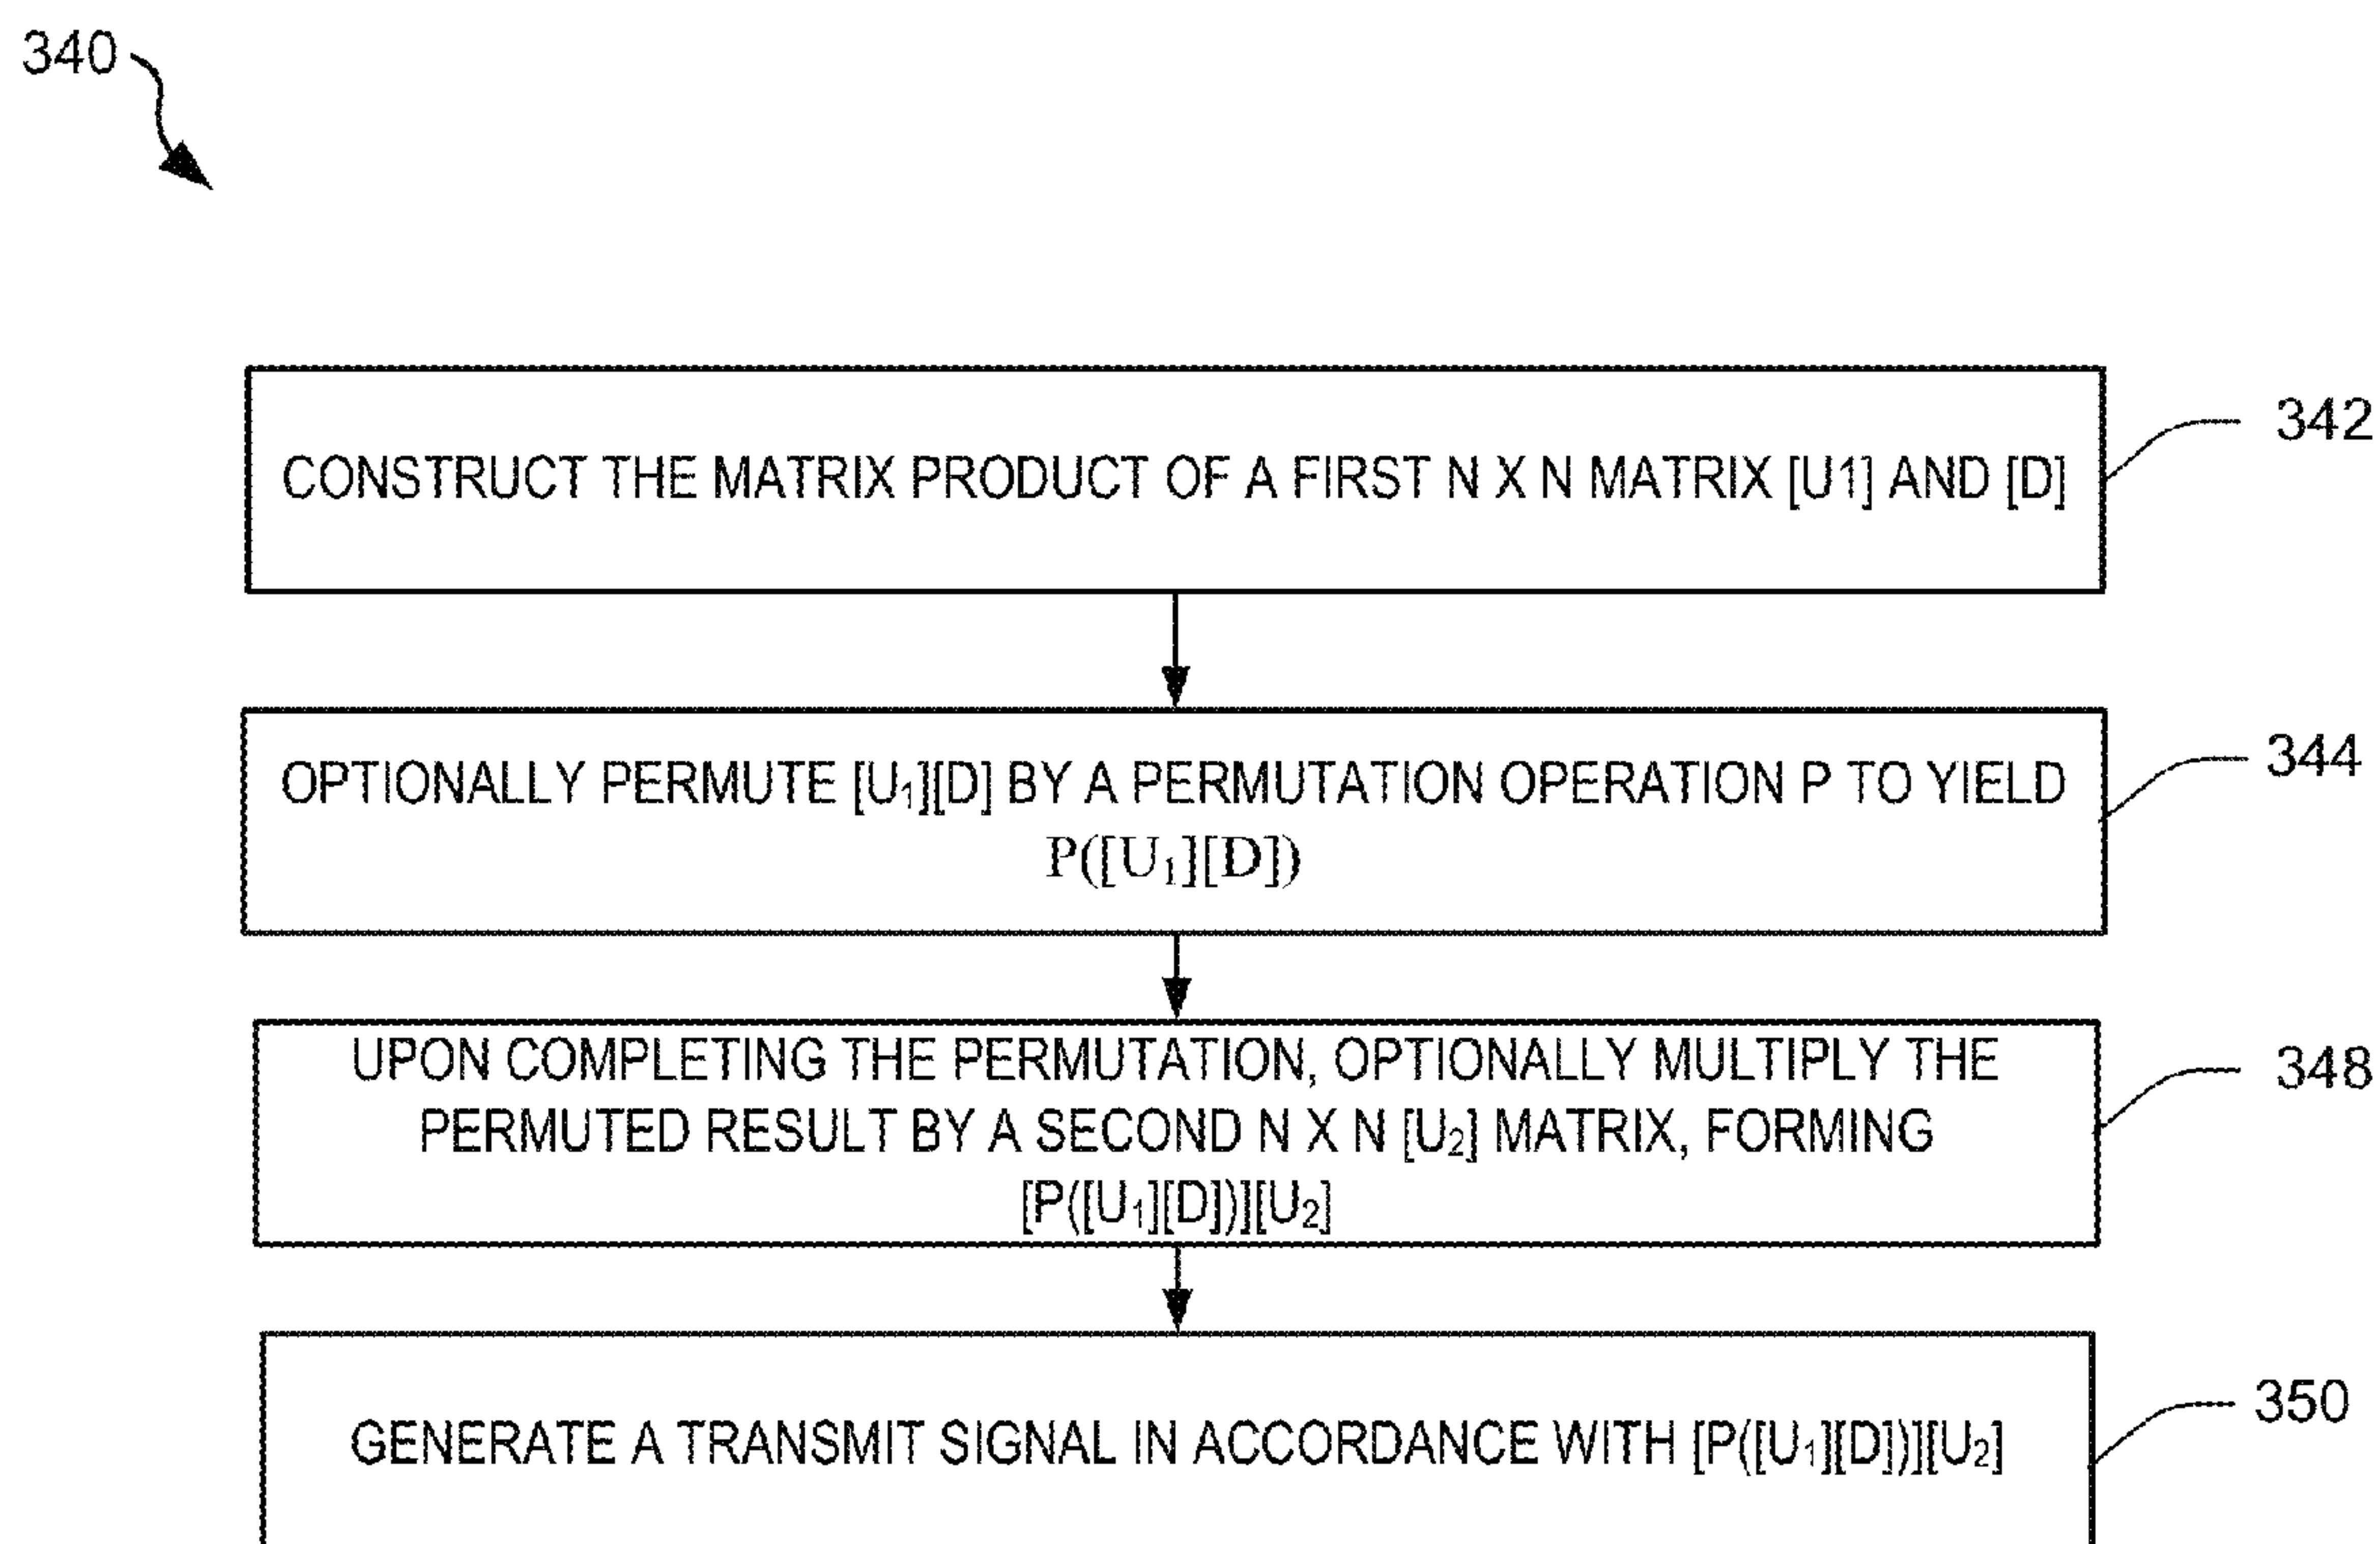 340
CONSTRUCT THE MATRIX PRODUCT OF A FIRST N X N MATRIX [U1] AND [D]
342
OPTIONALLY PERMUTE [U₁][D] BY A PERMUTATION OPERATION P TO YIELD
P([U₁][D])
344
UPON COMPLETING THE PERMUTATION, OPTIONALLY MULTIPLY THE
PERMUTED RESULT BY A SECOND N X N [U₂] MATRIX, FORMING
[P([U₁][D])][U₂]
348
GENERATE A TRANSMIT SIGNAL IN ACCORDANCE WITH [P([U₁][D])][U₂]
350